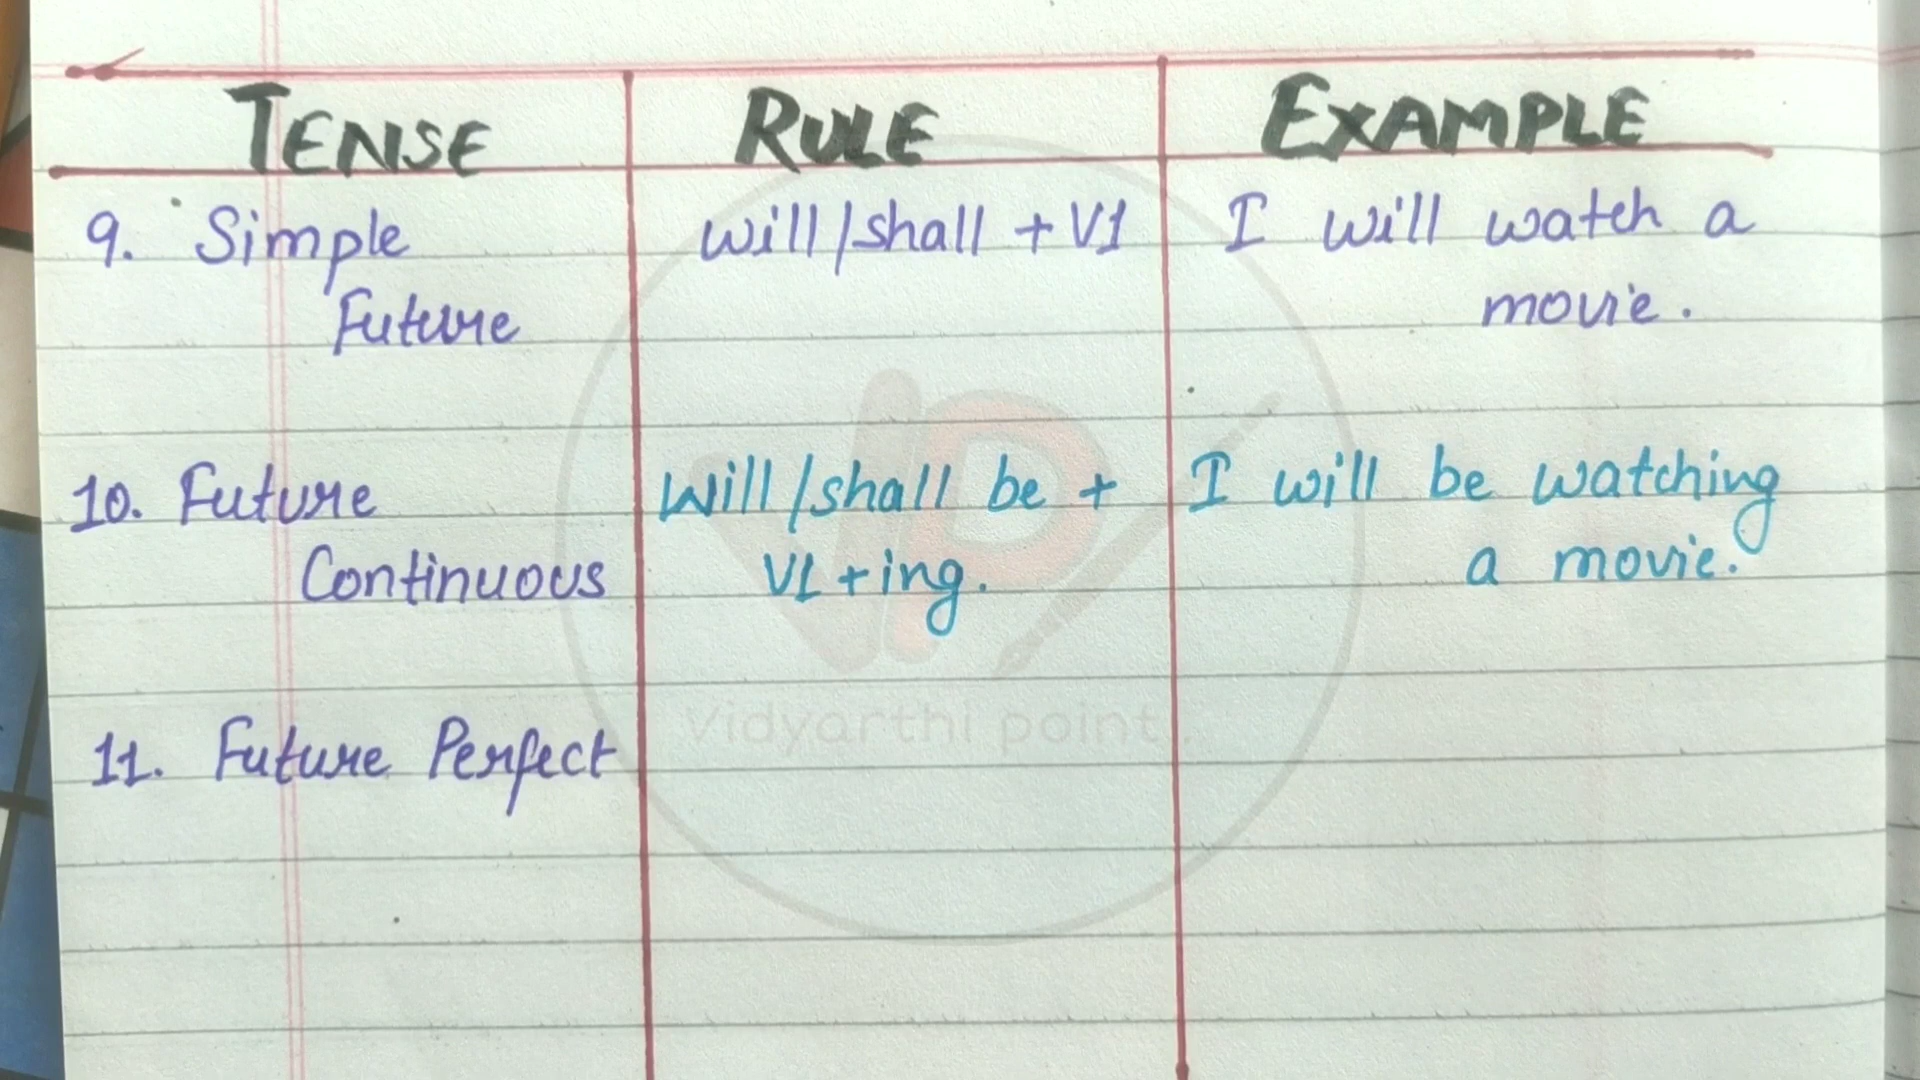 TENSE RULE EXAMPLE
9. Simple will/shall + V1 I will watch a
Future movie.
10. Future Will/shall be + I will be watching
Continuous V1+ing. a movie.
Vidyarthi point
11. Future Perfect